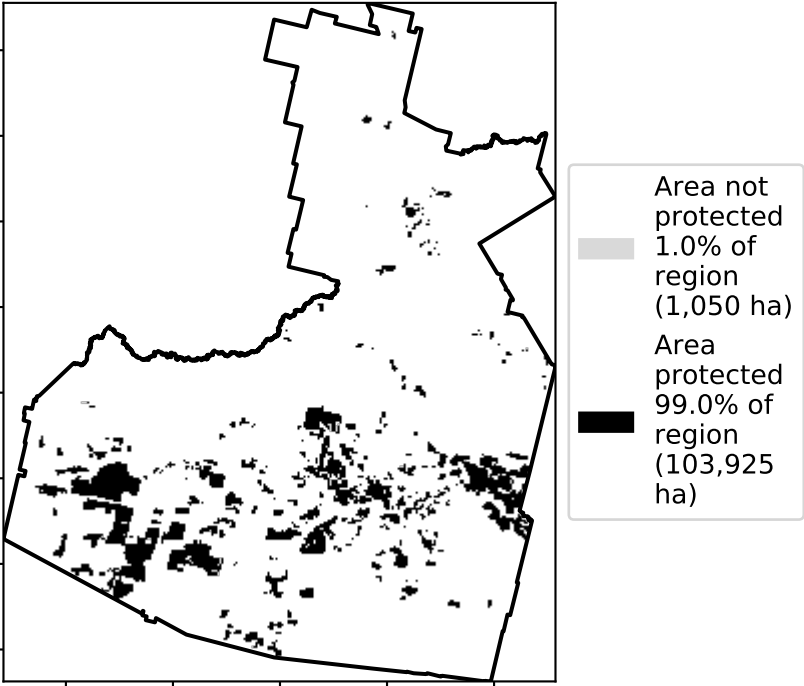 Area not
protected
1.0% of
region
(1,050 ha)
Area
protected
99.0% of
region
(103,925
ha)